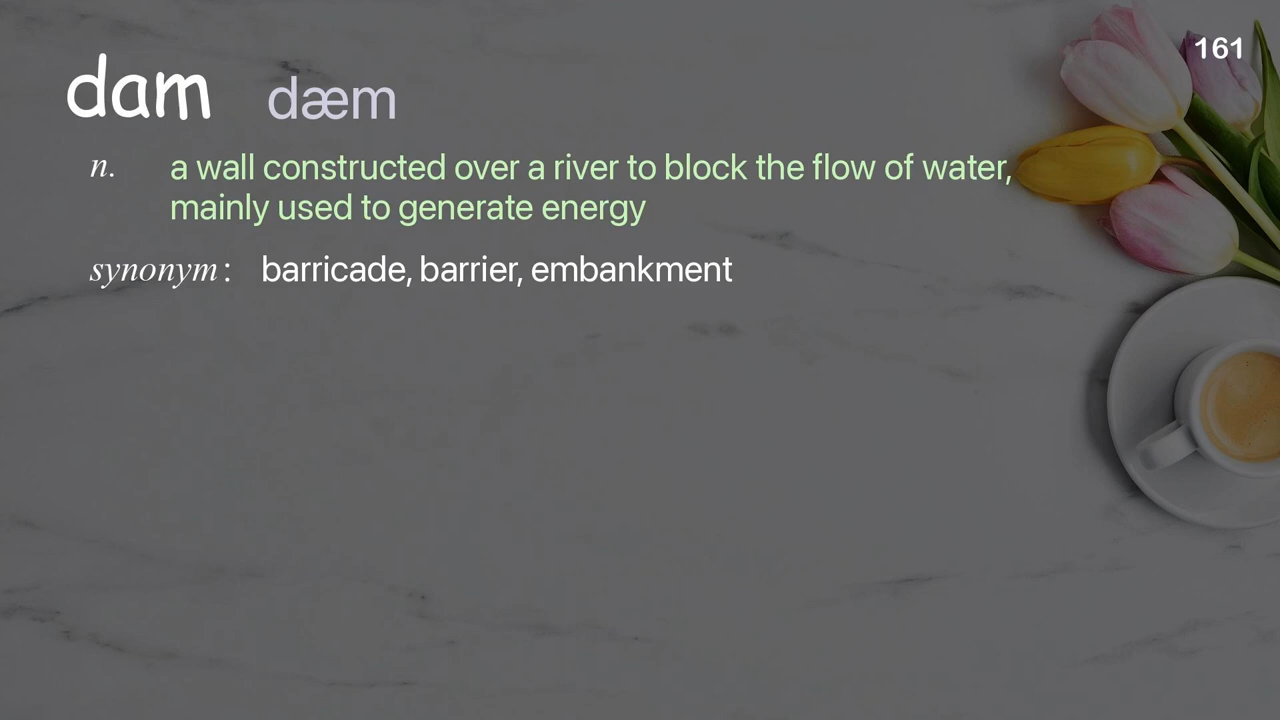 161
dam dæm
n. a wall constructed over a river to block the flow of water,
mainly used to generate energy
synonym: barricade, barrier, embankment